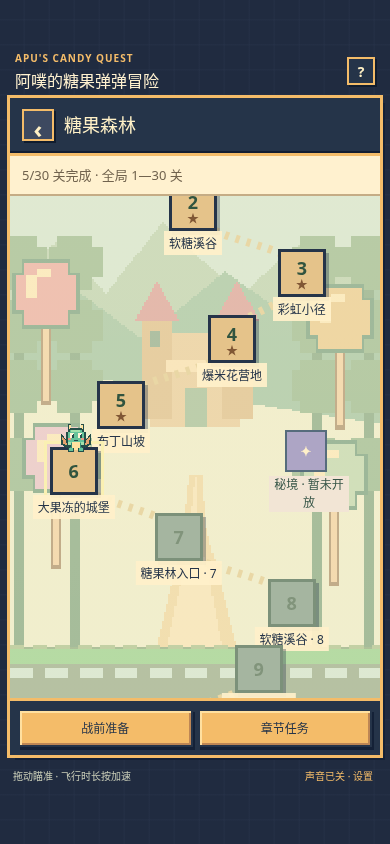 APU'S CANDY QUEST
阿噗的糖果弹弹冒险
?
‹ 糖果森林
5/30 关完成 · 全局 1—30 关
2
★
软糖溪谷
3
★
彩虹小径
4
★
爆米花营地
5
★
布丁山坡
6
大果冻的城堡
✦
秘境 · 暂未开
放
7
糖果林入口 · 7
8
软糖溪谷 · 8
9
战前准备
章节任务
拖动瞄准 · 飞行时长按加速
声音已关 · 设置